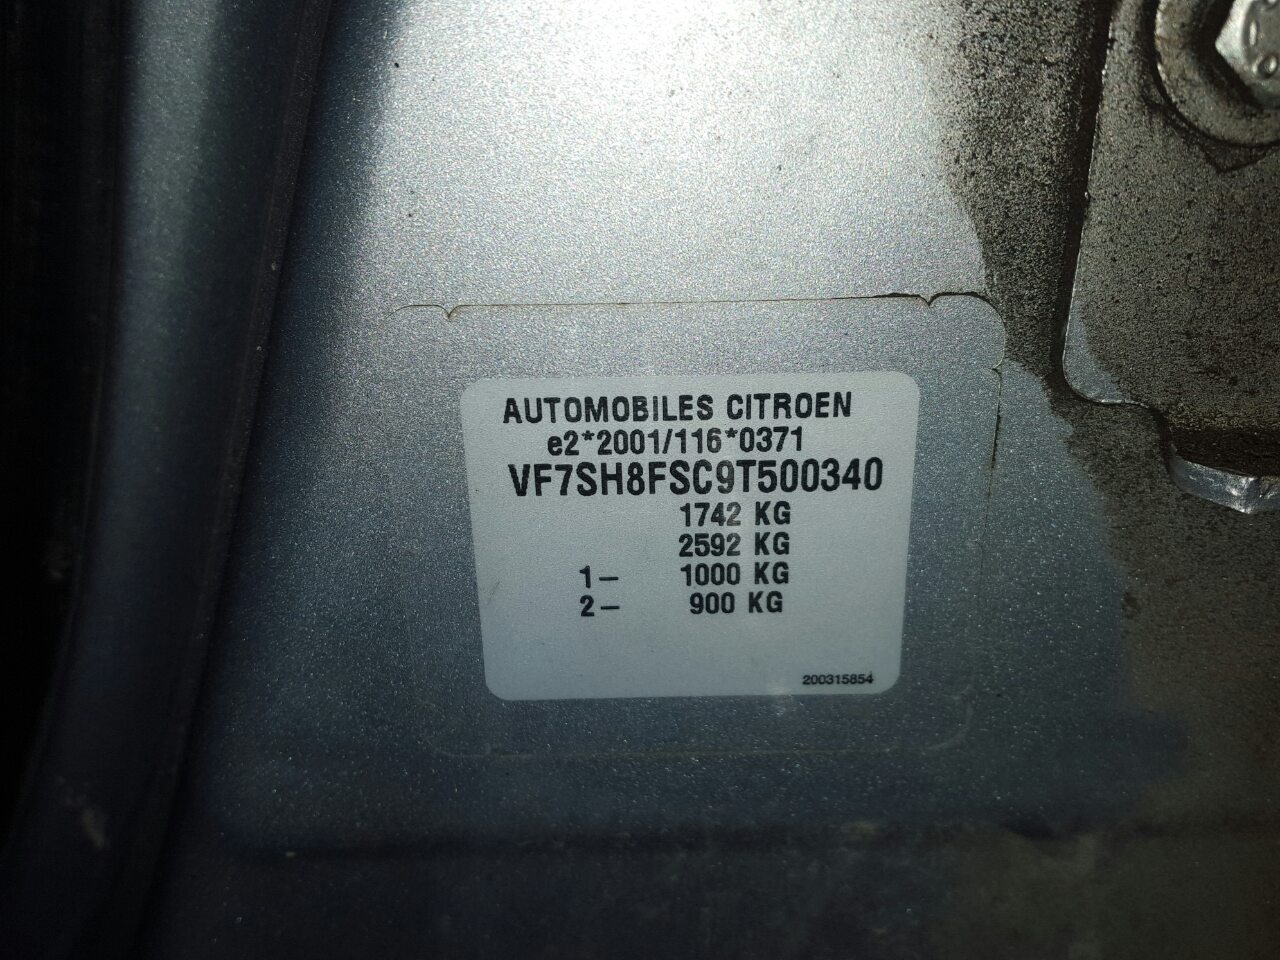 AUTOMOBILES CITROEN
e2*2001/116*0371
VF7SH8FSC9T500340
1742 KG
2592 KG
1– 1000 KG
2– 900 KG
200315854